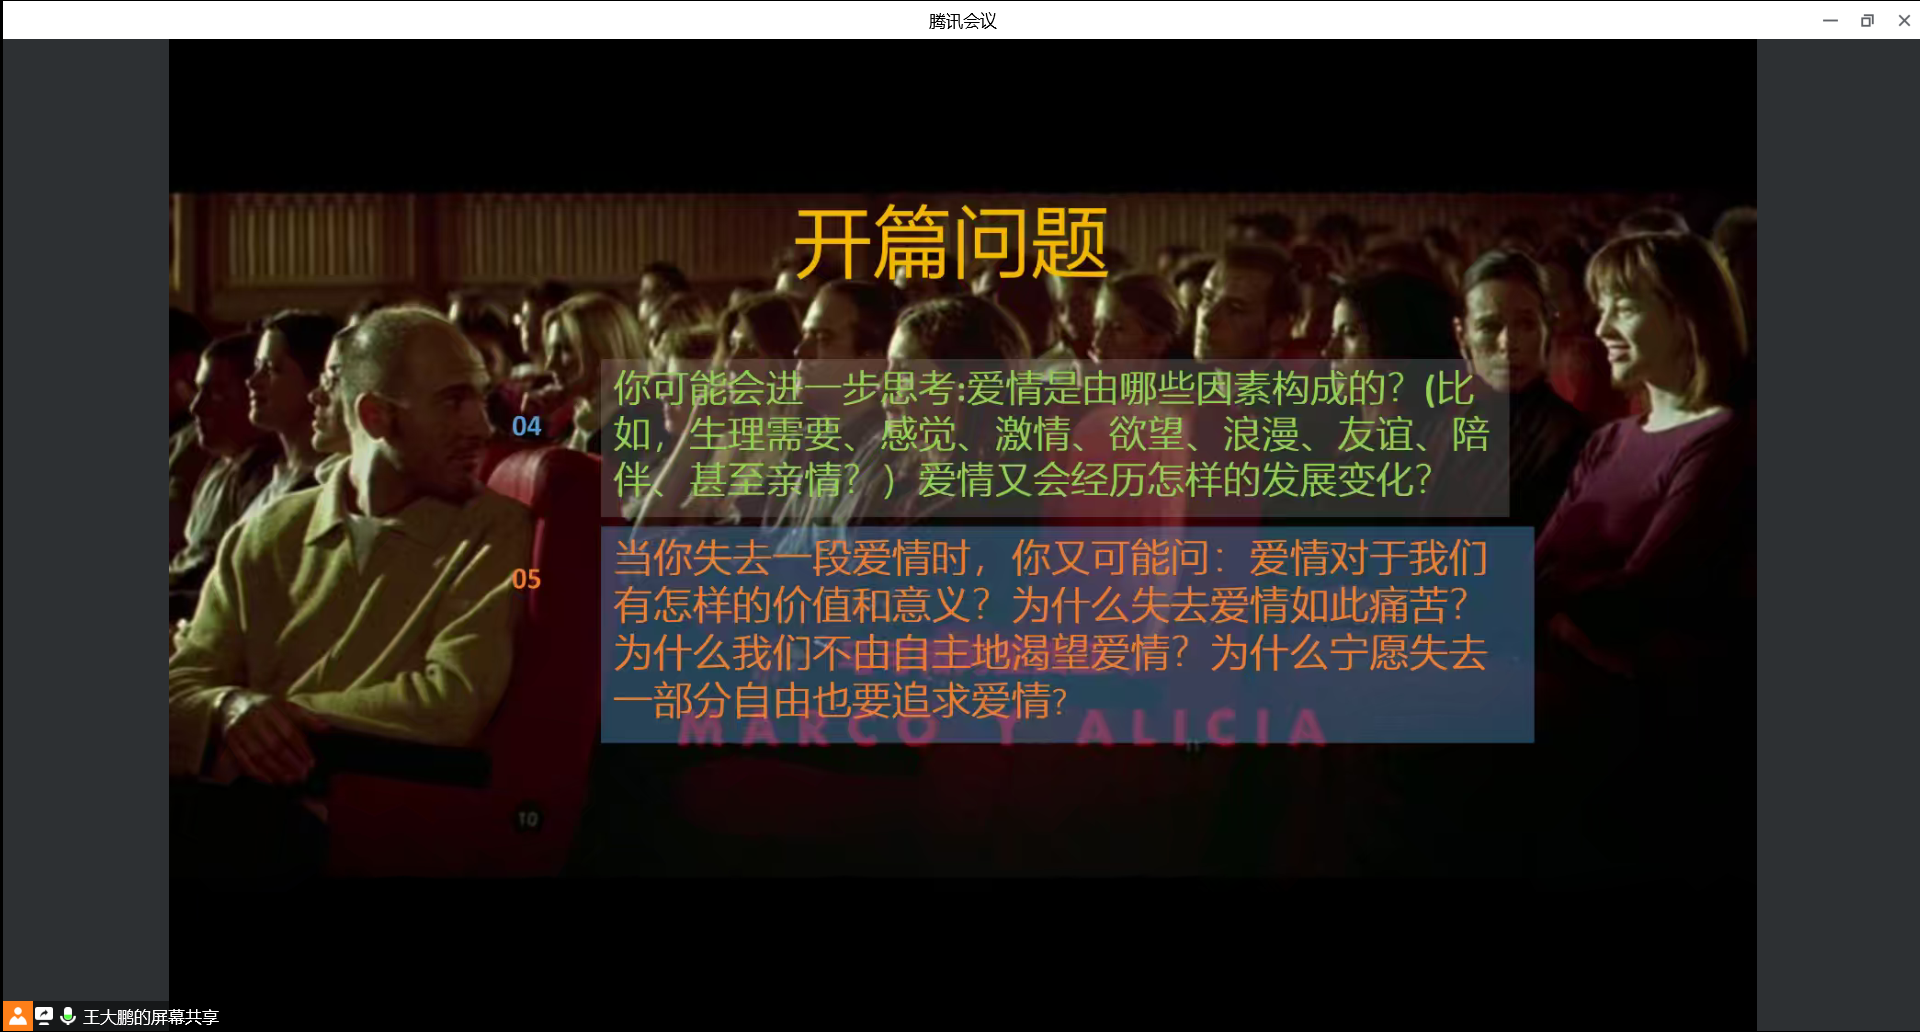 腾讯会议
开篇问题
04
你可能会进一步思考:爱情是由哪些因素构成的？(比
如，生理需要、感觉、激情、欲望、浪漫、友谊、陪
伴、甚至亲情？）爱情又会经历怎样的发展变化?
05
当你失去一段爱情时，你又可能问：爱情对于我们
有怎样的价值和意义？为什么失去爱情如此痛苦?
为什么我们不由自主地渴望爱情？为什么宁愿失去
一部分自由也要追求爱情?
MARCO Y ALICIA
11
10
王大鹏的屏幕共享